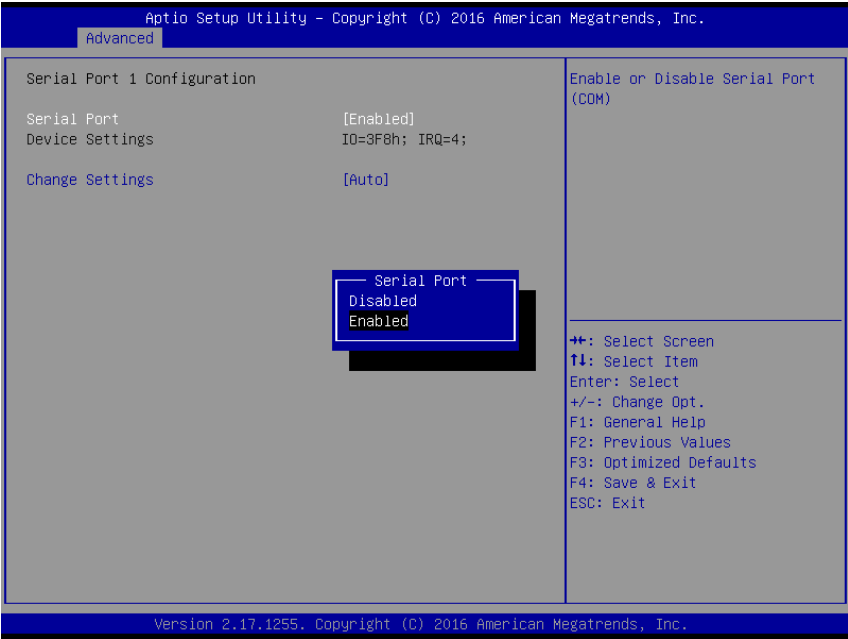 Aptio Setup Utility – Copyright (C) 2016 American Megatrends, Inc.
Advanced
Serial Port 1 Configuration
Serial Port [Enabled]
Device Settings IO=3F8h; IRQ=4;
Change Settings [Auto]
Serial Port
Disabled
Enabled
Enable or Disable Serial Port
(COM)
→←: Select Screen
↑↓: Select Item
Enter: Select
+/-: Change Opt.
F1: General Help
F2: Previous Values
F3: Optimized Defaults
F4: Save & Exit
ESC: Exit
Version 2.17.1255. Copyright (C) 2016 American Megatrends, Inc.